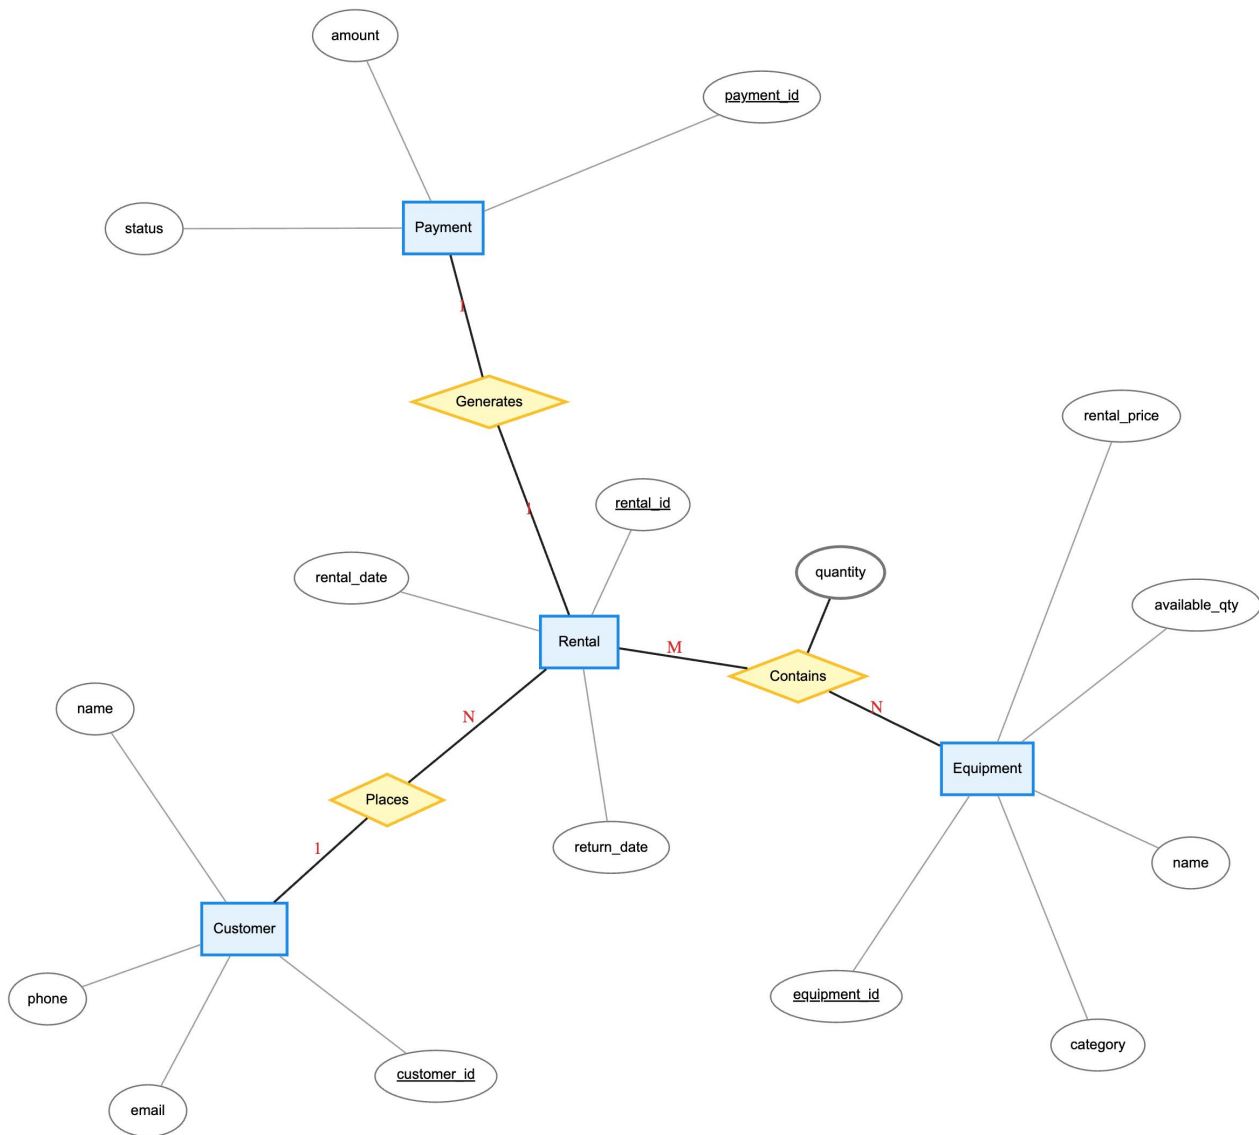 amount
payment_id
status
Payment
1
Generates
rental_price
rental_id
1
quantity
rental_date
available_qty
Rental
M
Contains
name
N
N
Equipment
Places
1
return_date
name
Customer
phone
equipment_id
category
customer_id
email